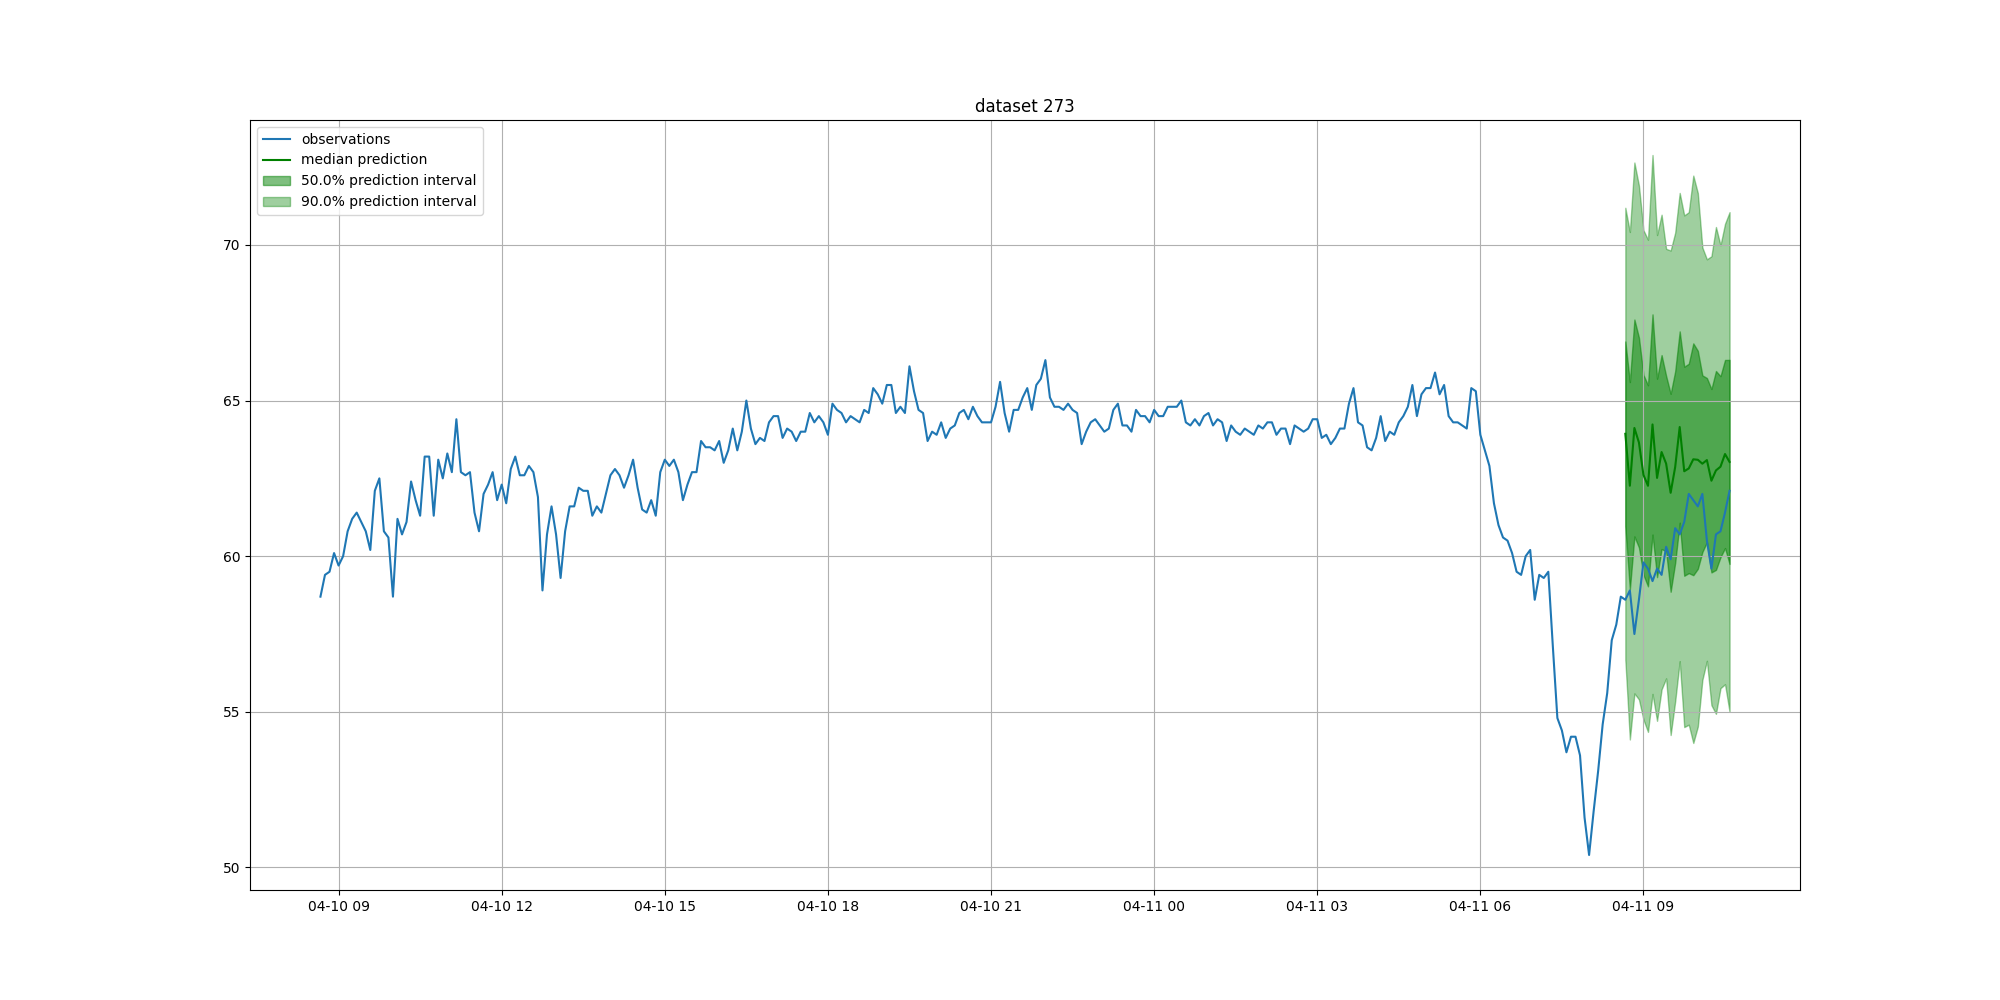 dataset 273
observations
median prediction
50.0% prediction interval
90.0% prediction interval
70
65
60
55
50
04-10 09
04-10 12
04-10 15
04-10 18
04-10 21
04-11 00
04-11 03
04-11 06
04-11 09